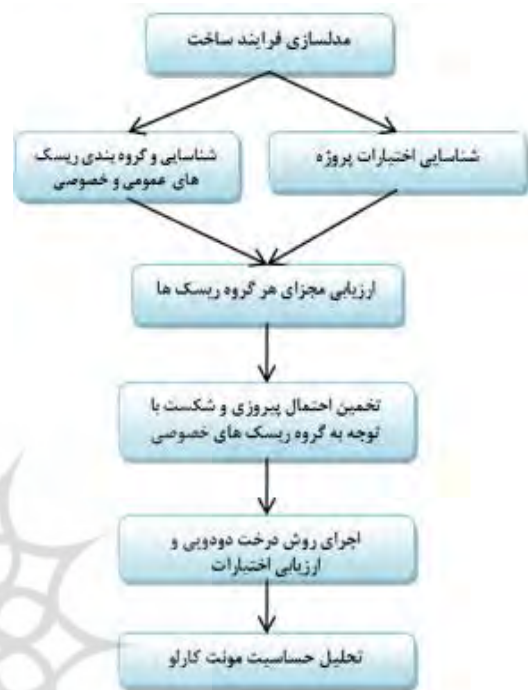 مدلسازی فرایند ساخت
شناسایی اختیارات پروژه
شناسایی و گروه بندی ریسک
های عمومی و خصوصی
ارزیابی مجزای هر گروه ریسک ها
تخمین احتمال پیروزی و شکست با
توجه به گروه ریسک های خصوصی
اجرای روش درخت دودویی و
ارزیابی اختیارات
تحلیل حساسیت مونت کارلو